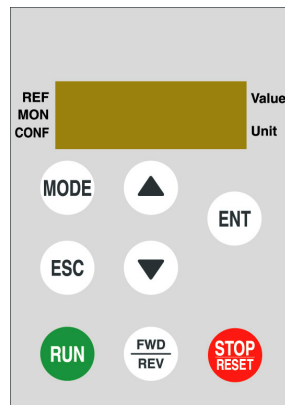 REF
MON
CONF
Value
Unit
MODE
ENT
ESC
RUN
FWD
REV
STOP
RESET